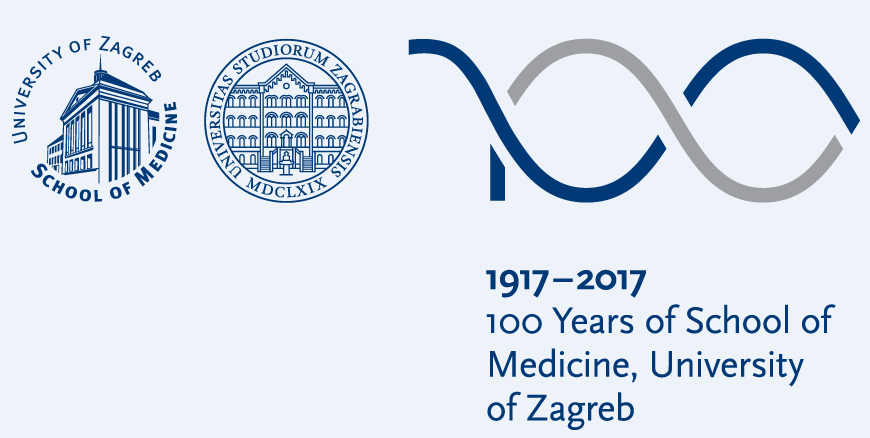 UNIVERSITY OF ZAGREB
SCHOOL OF MEDICINE
UNIVERSITAS STUDIORUM ZAGRABIENSIS
MDCLXIX
100
1917–2017
100 Years of School of
Medicine, University
of Zagreb